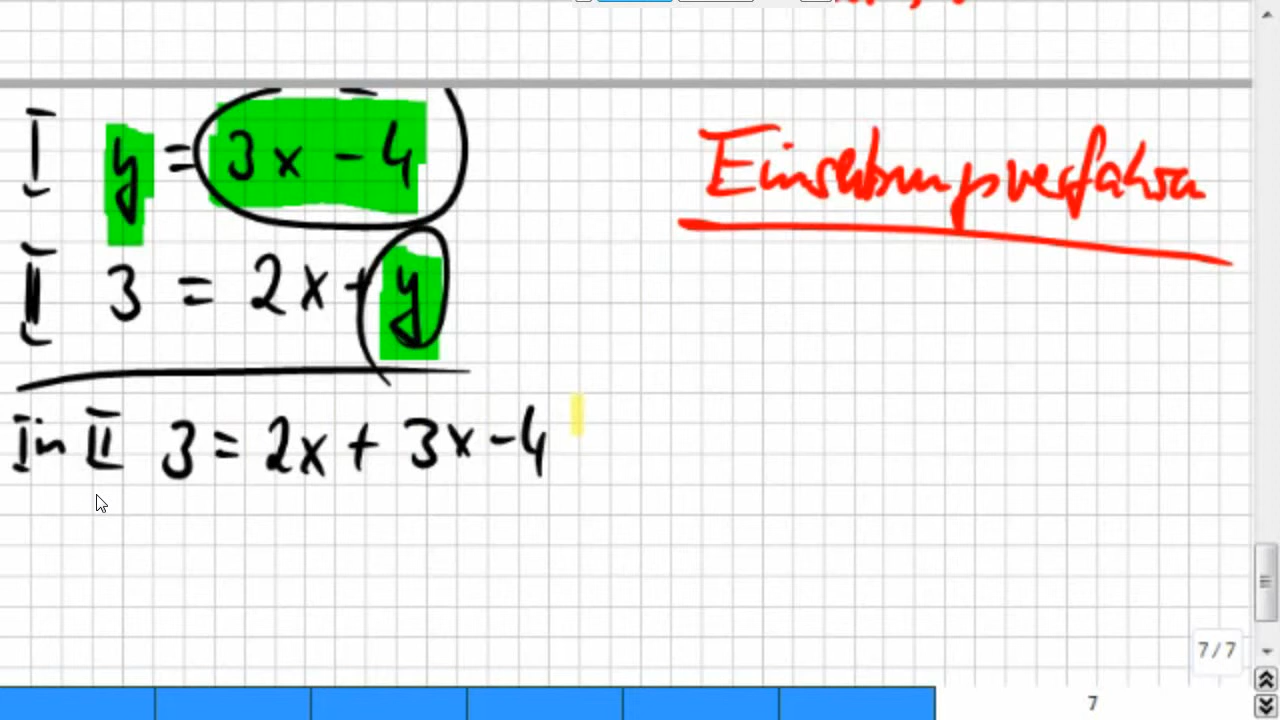 I y = 3x - 4
Einsetzungsverfahren
II 3 = 2x + y
I in II 3 = 2x + 3x - 4
7/7
7